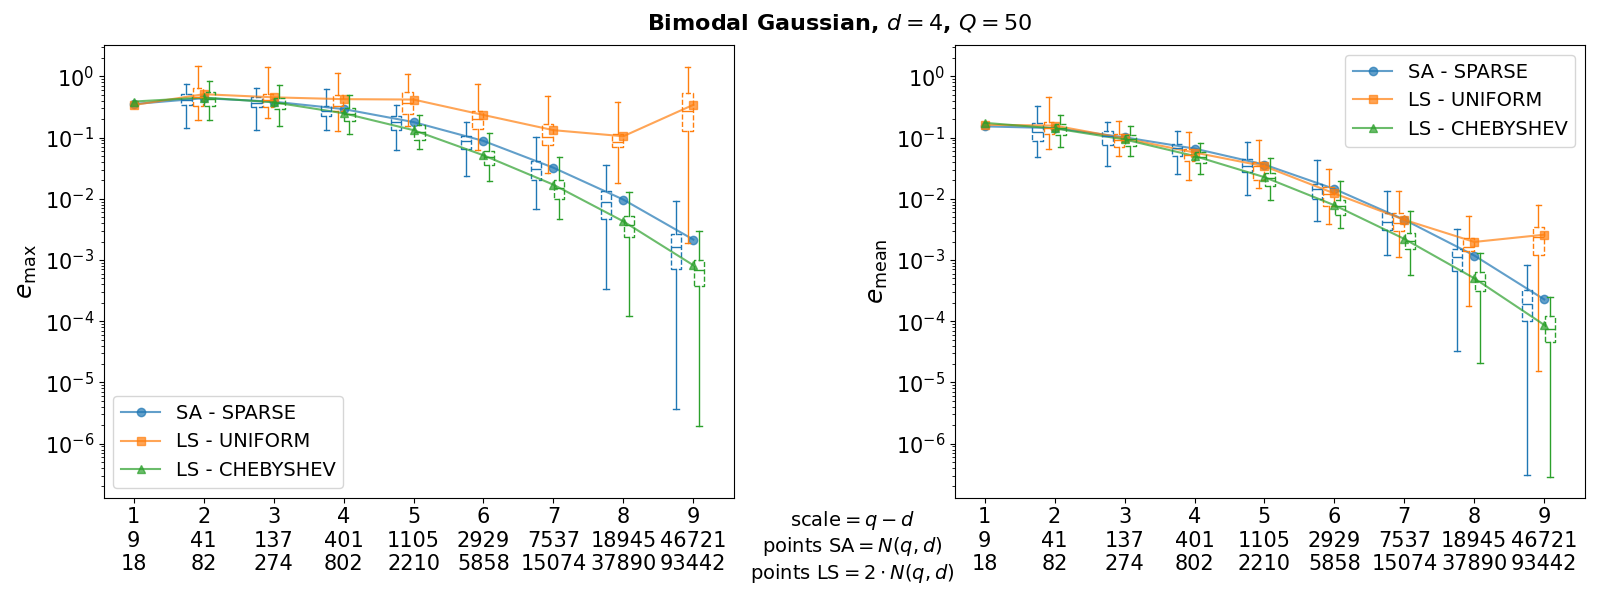 Bimodal Gaussian, d = 4, Q = 50
e_max
10^0
10^-1
10^-2
10^-3
10^-4
10^-5
10^-6
SA - SPARSE
LS - UNIFORM
LS - CHEBYSHEV
1 2 3 4 5 6 7 8 9
9 41 137 401 1105 2929 7537 18945 46721
18 82 274 802 2210 5858 15074 37890 93442
scale = q − d
points SA = N(q, d)
points LS = 2 · N(q, d)
e_mean
10^0
10^-1
10^-2
10^-3
10^-4
10^-5
10^-6
SA - SPARSE
LS - UNIFORM
LS - CHEBYSHEV
1 2 3 4 5 6 7 8 9
9 41 137 401 1105 2929 7537 18945 46721
18 82 274 802 2210 5858 15074 37890 93442